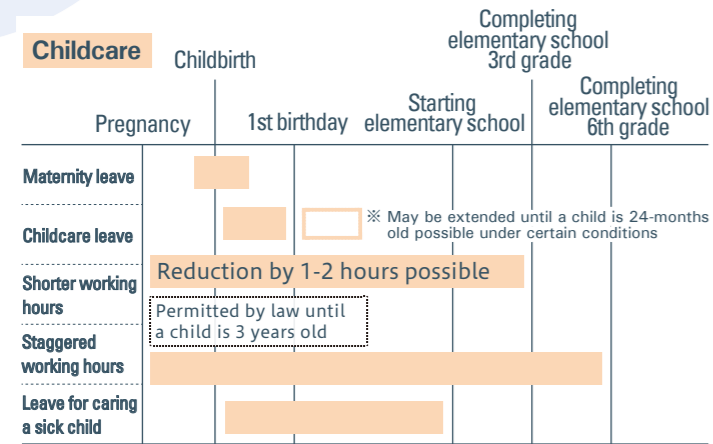 Childcare
Childbirth
Completing
elementary school
3rd grade
Completing
elementary school
6th grade
Pregnancy
1st birthday
Starting
elementary school
Maternity leave
Childcare leave
※ May be extended until a child is 24-months
old possible under certain conditions
Shorter working
hours
Reduction by 1-2 hours possible
Permitted by law until
a child is 3 years old
Staggered
working hours
Leave for caring
a sick child